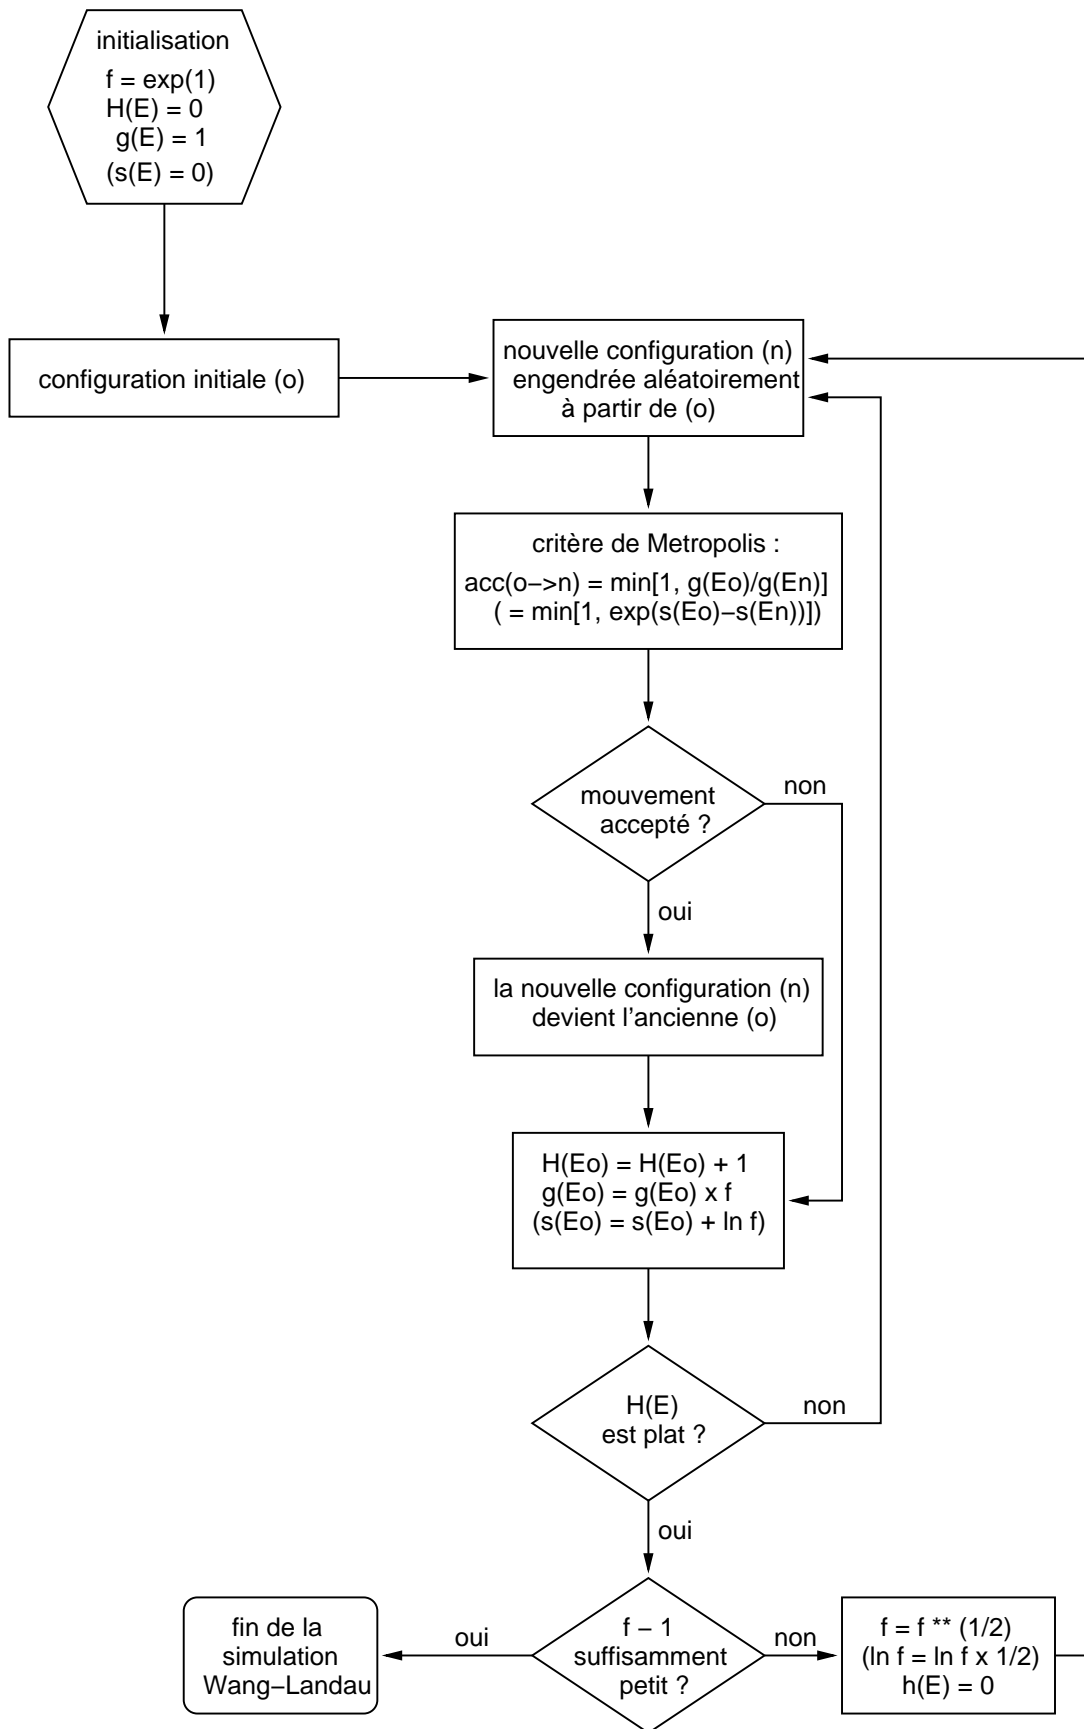 initialisation
f = exp(1)
H(E) = 0
g(E) = 1
(s(E) = 0)
configuration initiale (o)
nouvelle configuration (n)
engendrée aléatoirement
à partir de (o)
critère de Metropolis :
acc(o−>n) = min[1, g(Eo)/g(En)]
( = min[1, exp(s(Eo)−s(En))])
mouvement
accepté ?
non
oui
la nouvelle configuration (n)
devient l'ancienne (o)
H(Eo) = H(Eo) + 1
g(Eo) = g(Eo) x f
(s(Eo) = s(Eo) + ln f)
H(E)
est plat ?
non
oui
f − 1
suffisamment
petit ?
oui
non
fin de la
simulation
Wang−Landau
f = f ** (1/2)
(ln f = ln f x 1/2)
h(E) = 0